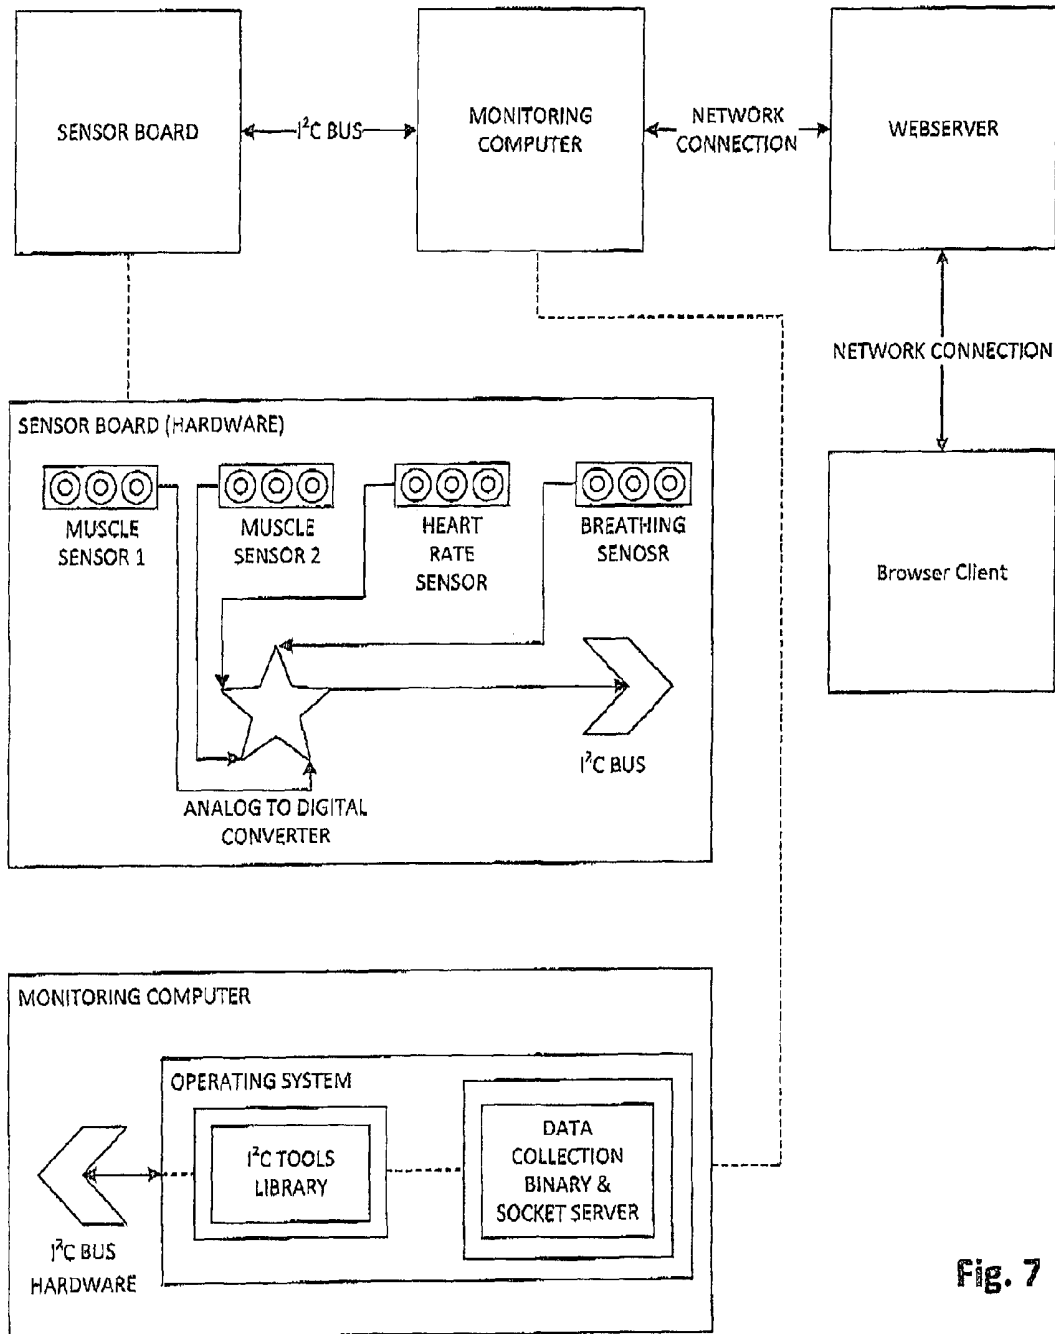 SENSOR BOARD
I²C BUS
MONITORING
COMPUTER
NETWORK
CONNECTION
WEBSERVER
NETWORK CONNECTION
Browser Client
SENSOR BOARD (HARDWARE)
MUSCLE
SENSOR 1
MUSCLE
SENSOR 2
HEART
RATE
SENSOR
BREATHING
SENOSR
I²C BUS
ANALOG TO DIGITAL
CONVERTER
MONITORING COMPUTER
OPERATING SYSTEM
I²C TOOLS
LIBRARY
DATA
COLLECTION
BINARY &
SOCKET SERVER
I²C BUS
HARDWARE
Fig. 7